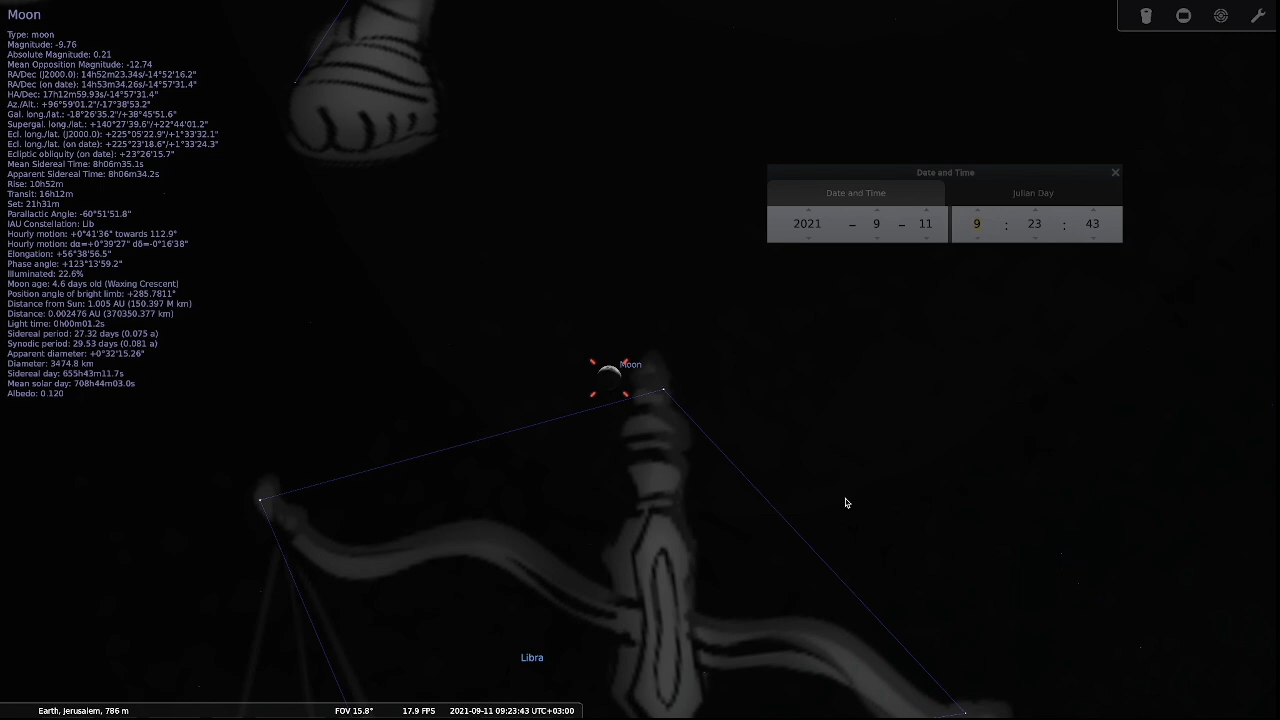 Moon
Type: moon
Magnitude: -9.76
Absolute Magnitude: 0.21
Mean Opposition Magnitude: -12.74
RA/Dec (J2000.0): 14h52m23.34s/-14°52'16.2"
RA/Dec (on date): 14h53m34.26s/-14°57'31.4"
HA/Dec: 17h12m59.93s/-14°57'31.4"
Az./Alt.: +96°59'01.2"/-17°38'53.2"
Gal. long./lat.: -18°26'35.2"/+38°45'51.6"
Supergal. long./lat.: +140°27'39.6"/+22°44'01.2"
Ecl. long./lat. (J2000.0): +225°05'22.9"/+1°33'32.1"
Ecl. long./lat. (on date): +225°23'18.6"/+1°33'24.3"
Ecliptic obliquity (on date): +23°26'15.7"
Mean Sidereal Time: 8h06m35.1s
Apparent Sidereal Time: 8h06m34.2s
Rise: 10h52m
Transit: 16h12m
Set: 21h31m
Parallactic Angle: -60°51'51.8"
IAU Constellation: Lib
Hourly motion: +0°41'36" towards 112.9°
Hourly motion: dα=+0°39'27" dδ=-0°16'38"
Elongation: +56°38'56.5"
Phase angle: +123°13'59.2"
Illuminated: 22.6%
Moon age: 4.6 days old (Waxing Crescent)
Position angle of bright limb: +285.7811°
Distance from Sun: 1.005 AU (150.397 M km)
Distance: 0.002476 AU (370350.377 km)
Light time: 0h00m01.2s
Sidereal period: 27.32 days (0.075 a)
Synodic period: 29.53 days (0.081 a)
Apparent diameter: +0°32'15.26"
Diameter: 3474.8 km
Sidereal day: 655h43m11.7s
Mean solar day: 708h44m03.0s
Albedo: 0.120
Date and Time
Date and Time Julian Day
2021 – 9 – 11 9 : 23 : 43
Moon
Libra
Earth, Jerusalem, 786 m FOV 15.8° 17.9 FPS 2021-09-11 09:23:43 UTC+03:00